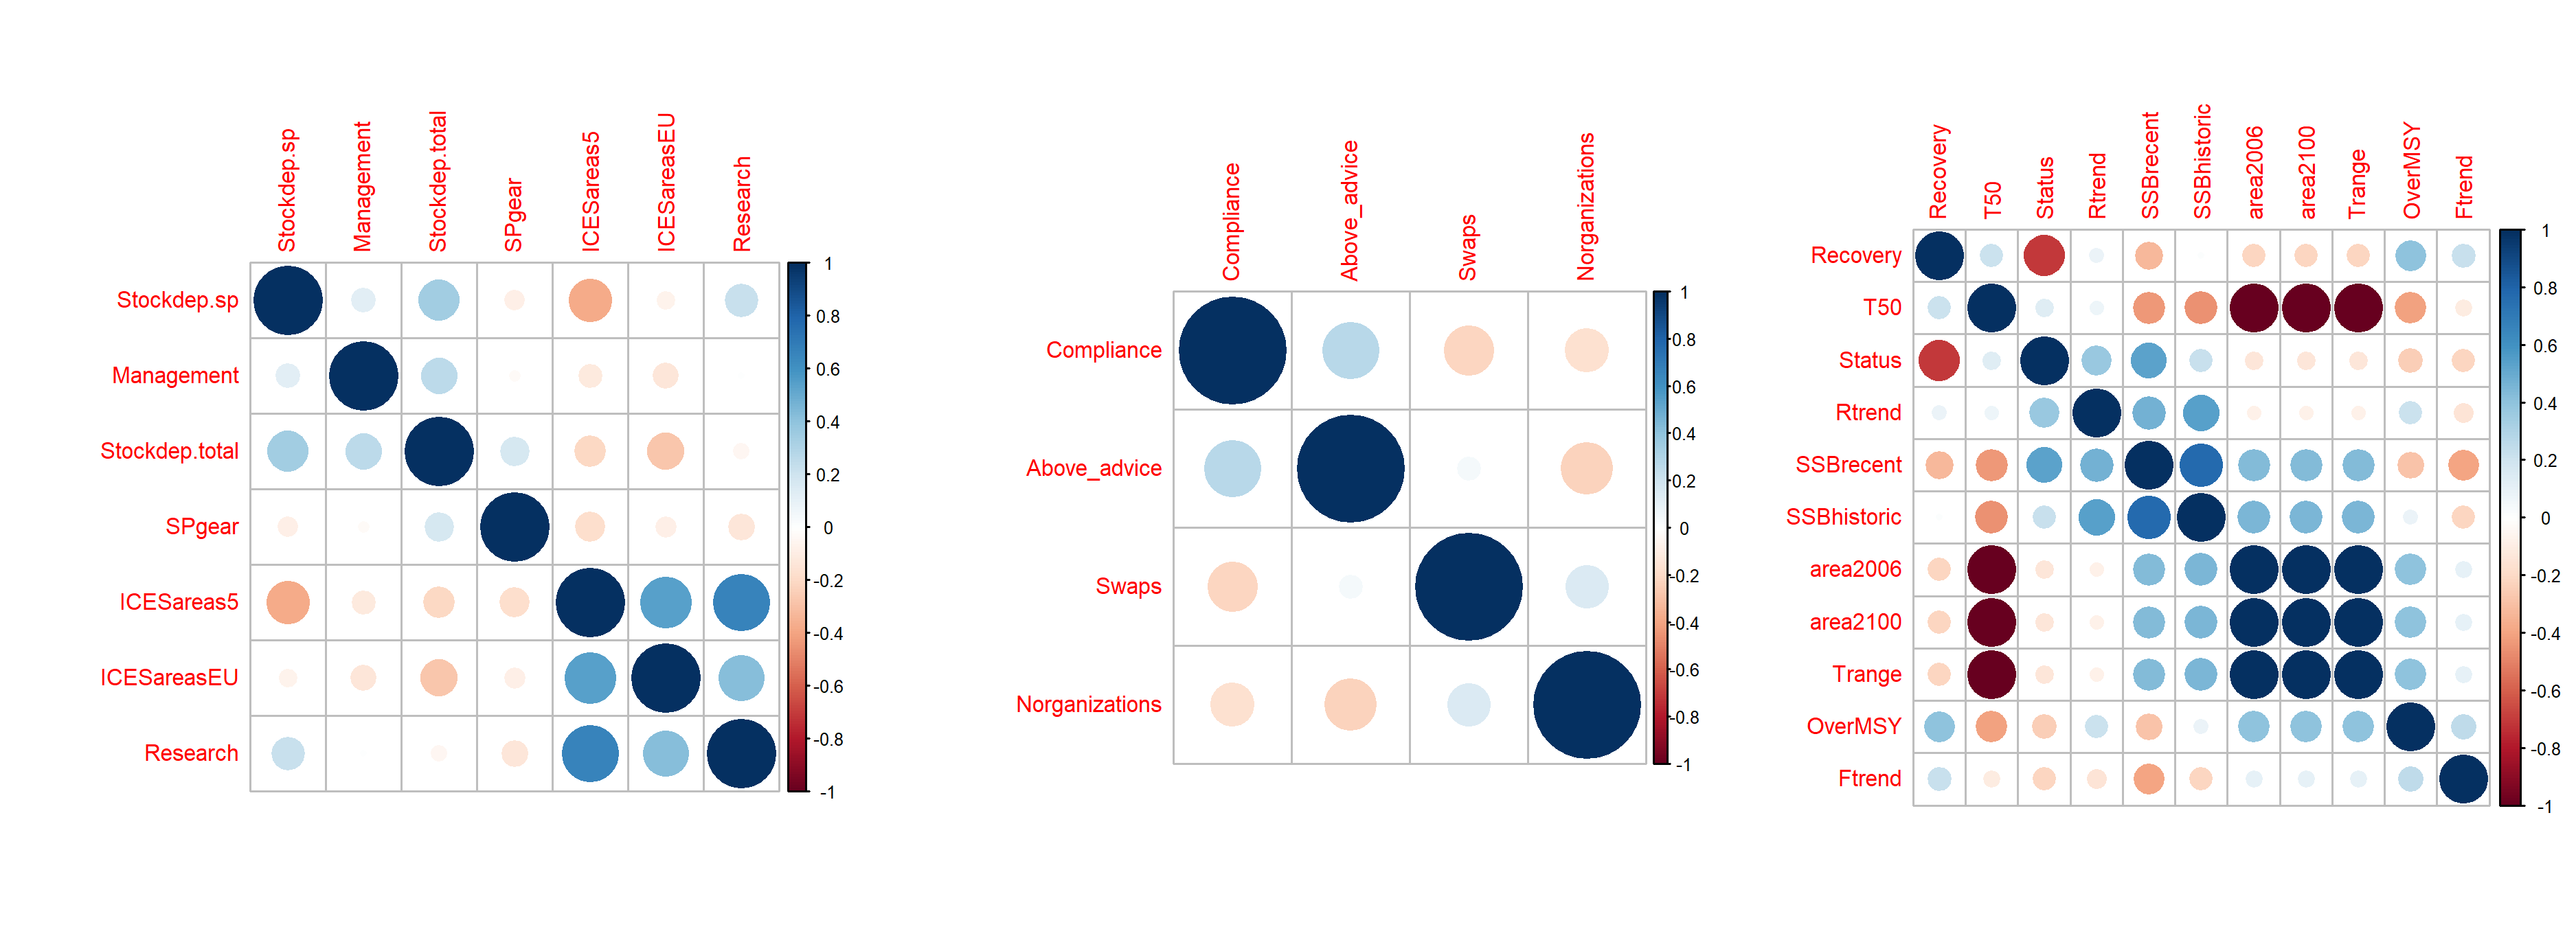 Stockdep.sp
Management
Stockdep.total
SPgear
ICESareas5
ICESareasEU
Research
Stockdep.sp
Management
Stockdep.total
SPgear
ICESareas5
ICESareasEU
Research
1
0.8
0.6
0.4
0.2
0
-0.2
-0.4
-0.6
-0.8
-1
Compliance
Above_advice
Swaps
Norganizations
Compliance
Above_advice
Swaps
Norganizations
1
0.8
0.6
0.4
0.2
0
-0.2
-0.4
-0.6
-0.8
-1
Recovery
T50
Status
Rtrend
SSBrecent
SSBhistoric
area2006
area2100
Trange
OverMSY
Ftrend
Recovery
T50
Status
Rtrend
SSBrecent
SSBhistoric
area2006
area2100
Trange
OverMSY
Ftrend
1
0.8
0.6
0.4
0.2
0
-0.2
-0.4
-0.6
-0.8
-1